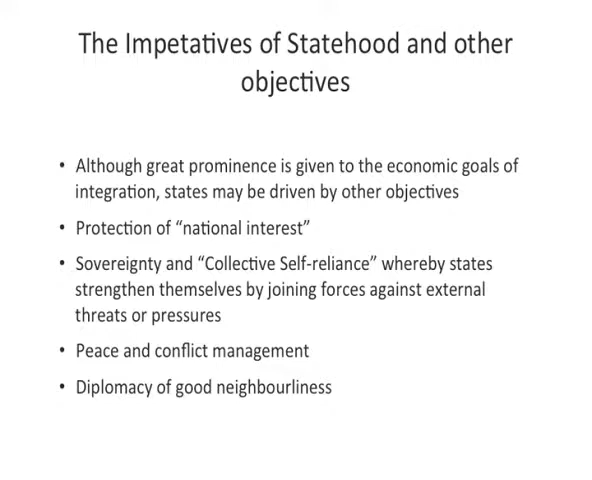 The Impetatives of Statehood and other
objectives
• Although great prominence is given to the economic goals of
integration, states may be driven by other objectives
• Protection of “national interest”
• Sovereignty and “Collective Self-reliance” whereby states
strengthen themselves by joining forces against external
threats or pressures
• Peace and conflict management
• Diplomacy of good neighbourliness